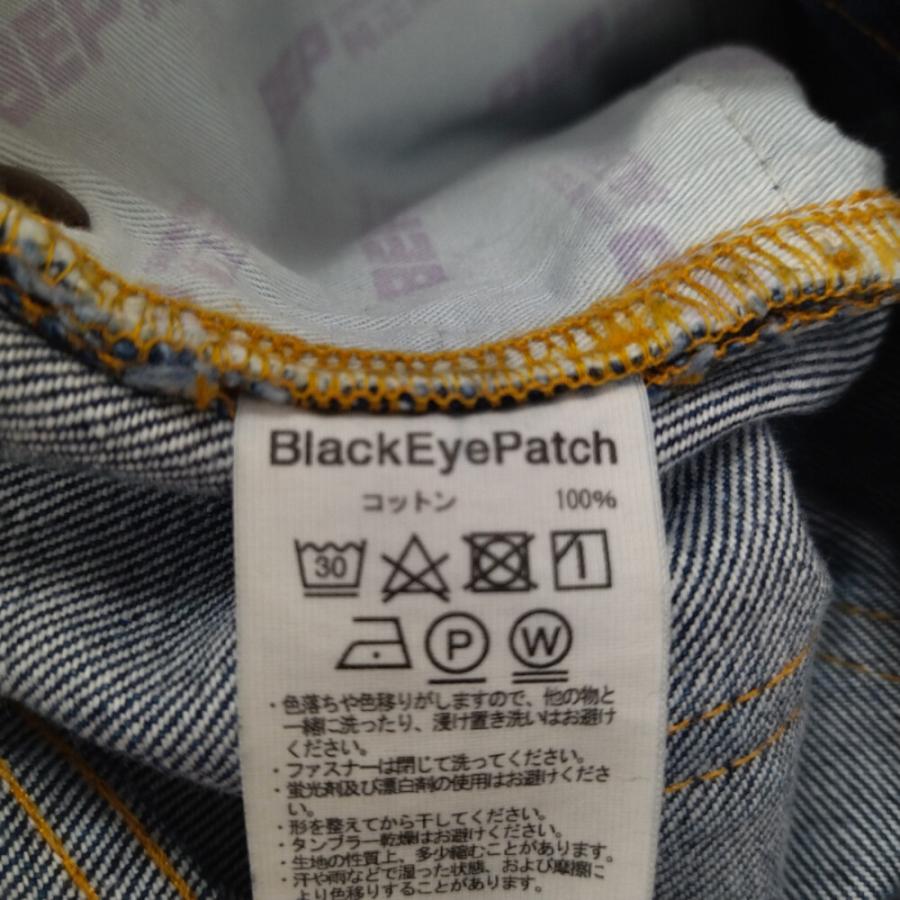 BEP
BEP
BEP
BlackEyePatch
コットン 100%
30
P W
・色落ちや色移りがしますので、他の物と
一緒に洗ったり、浸け置き洗いはお避け
ください。
・ファスナーは閉じて洗ってください。
・蛍光剤及び漂白剤の使用はお避けくださ
い。
・形を整えてから干してください。
・タンブラー乾燥はお避けください。
・生地の性質上、多少縮むことがあります。
・汗や雨などで湿った状態、および摩擦に
より色移りすることがあります。